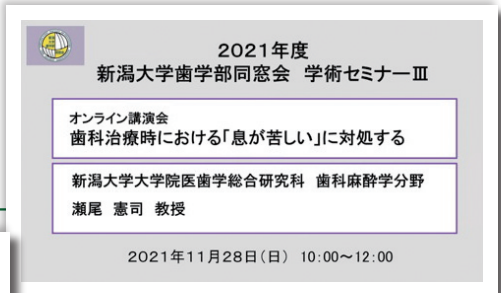 2021年度
新潟大学歯学部同窓会 学術セミナーⅢ
オンライン講演会
歯科治療時における「息が苦しい」に対処する
新潟大学大学院医歯学総合研究科 歯科麻酔学分野
瀬尾 憲司 教授
2021年11月28日(日) 10:00～12:00